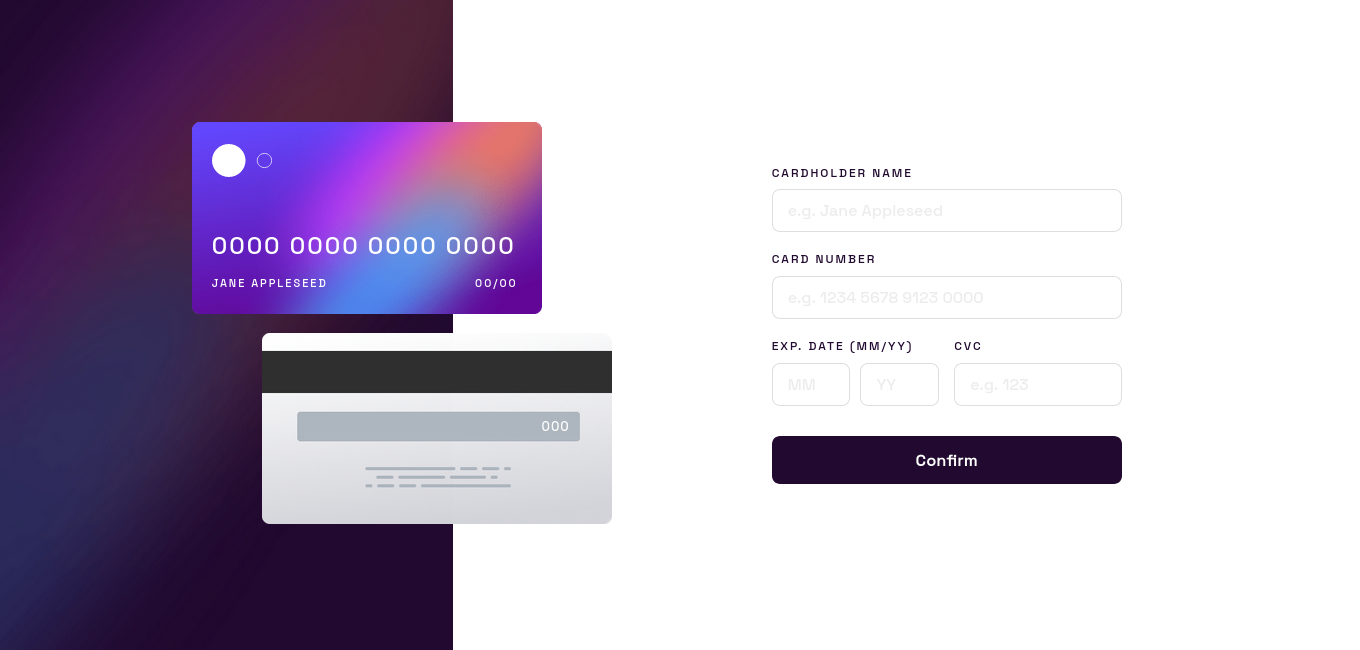 0000 0000 0000 0000
JANE APPLESEED 00/00
000
CARDHOLDER NAME
e.g. Jane Appleseed
CARD NUMBER
e.g. 1234 5678 9123 0000
EXP. DATE (MM/YY) CVC
MM YY e.g. 123
Confirm